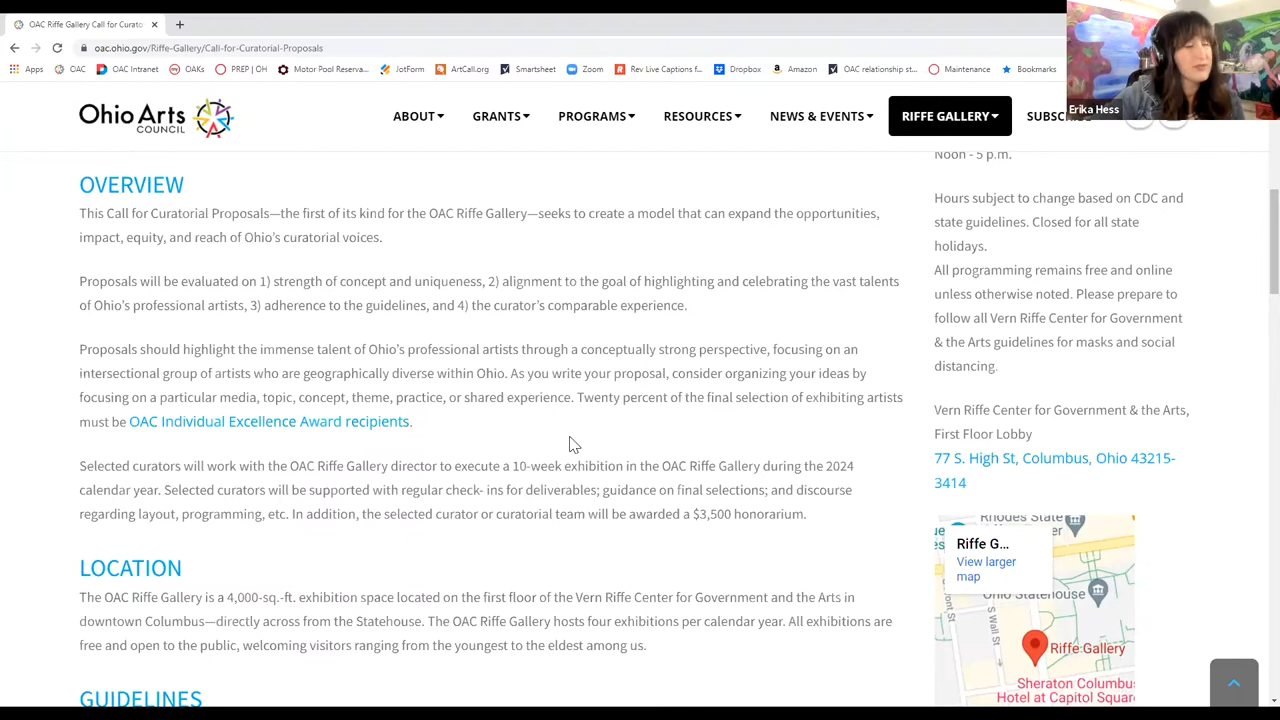 OAC Riffe Gallery Call for Curato
oac.ohio.gov/Riffe-Gallery/Call-for-Curatorial-Proposals
Apps OAC OAC Intranet OAKs PREP | OH Motor Pool Reserva... JotForm ArtCall.org Smartsheet Zoom Rev Live Captions f... Dropbox Amazon OAC relationship st... Maintenance Bookmarks
Erika Hess
Ohio Arts
COUNCIL
ABOUT GRANTS PROGRAMS RESOURCES NEWS & EVENTS RIFFE GALLERY
OVERVIEW
This Call for Curatorial Proposals—the first of its kind for the OAC Riffe Gallery—seeks to create a model that can expand the opportunities,
impact, equity, and reach of Ohio's curatorial voices.
Proposals will be evaluated on 1) strength of concept and uniqueness, 2) alignment to the goal of highlighting and celebrating the vast talents
of Ohio's professional artists, 3) adherence to the guidelines, and 4) the curator's comparable experience.
Proposals should highlight the immense talent of Ohio's professional artists through a conceptually strong perspective, focusing on an
intersectional group of artists who are geographically diverse within Ohio. As you write your proposal, consider organizing your ideas by
focusing on a particular media, topic, concept, theme, practice, or shared experience. Twenty percent of the final selection of exhibiting artists
must be OAC Individual Excellence Award recipients.
Selected curators will work with the OAC Riffe Gallery director to execute a 10-week exhibition in the OAC Riffe Gallery during the 2024
calendar year. Selected curators will be supported with regular check- ins for deliverables; guidance on final selections; and discourse
regarding layout, programming, etc. In addition, the selected curator or curatorial team will be awarded a $3,500 honorarium.
LOCATION
The OAC Riffe Gallery is a 4,000-sq.-ft. exhibition space located on the first floor of the Vern Riffe Center for Government and the Arts in
downtown Columbus—directly across from the Statehouse. The OAC Riffe Gallery hosts four exhibitions per calendar year. All exhibitions are
free and open to the public, welcoming visitors ranging from the youngest to the eldest among us.
GUIDELINES
Noon - 5 p.m.
Hours subject to change based on CDC and
state guidelines. Closed for all state
holidays.
All programming remains free and online
unless otherwise noted. Please prepare to
follow all Vern Riffe Center for Government
& the Arts guidelines for masks and social
distancing.
Vern Riffe Center for Government & the Arts,
First Floor Lobby
77 S. High St, Columbus, Ohio 43215-
3414
Rhodes State
Riffe G...
View larger
map
Ohio Statehouse
S Wall St
Riffe Gallery
Sheraton Columbus
Hotel at Capitol Square